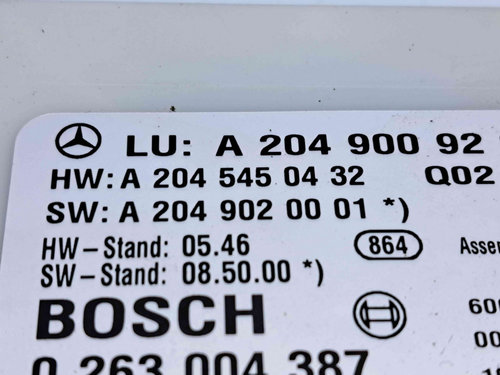 LU: A 204 900 92
HW: A 204 545 04 32 Q02
SW: A 204 902 00 01 *)
HW–Stand: 05.46 864
SW–Stand: 08.50.00 *)
BOSCH
0 263 004 387